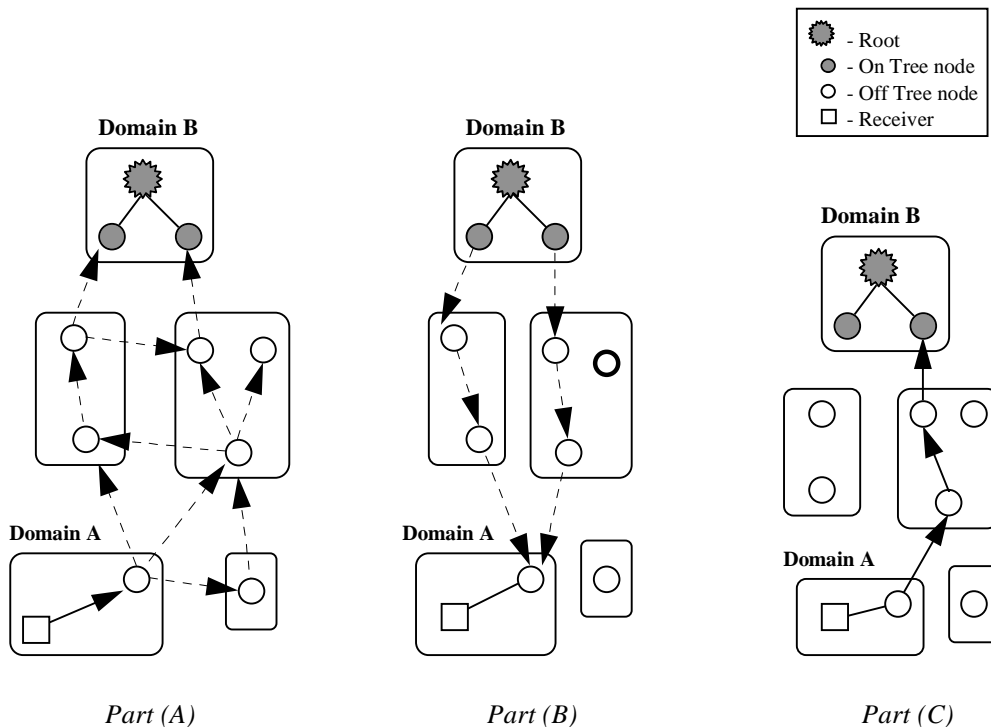 - Root
- On Tree node
- Off Tree node
- Receiver
Domain B
Domain B
Domain B
Domain A
Domain A
Domain A
Part (A)
Part (B)
Part (C)